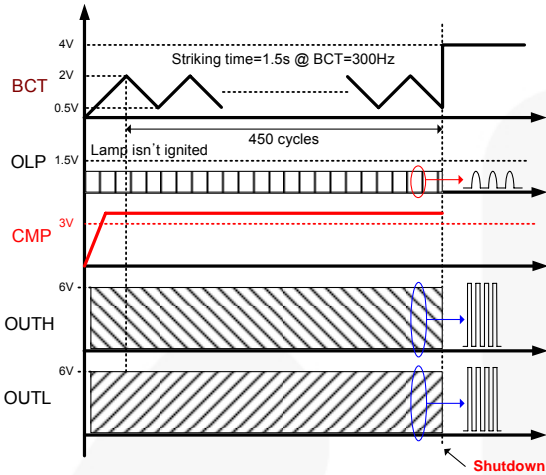 4V
Striking time=1.5s @ BCT=300Hz
BCT
2V
0.5V
450 cycles
Lamp isn't ignited
OLP
1.5V
CMP
3V
6V
OUTH
6V
OUTL
Shutdown